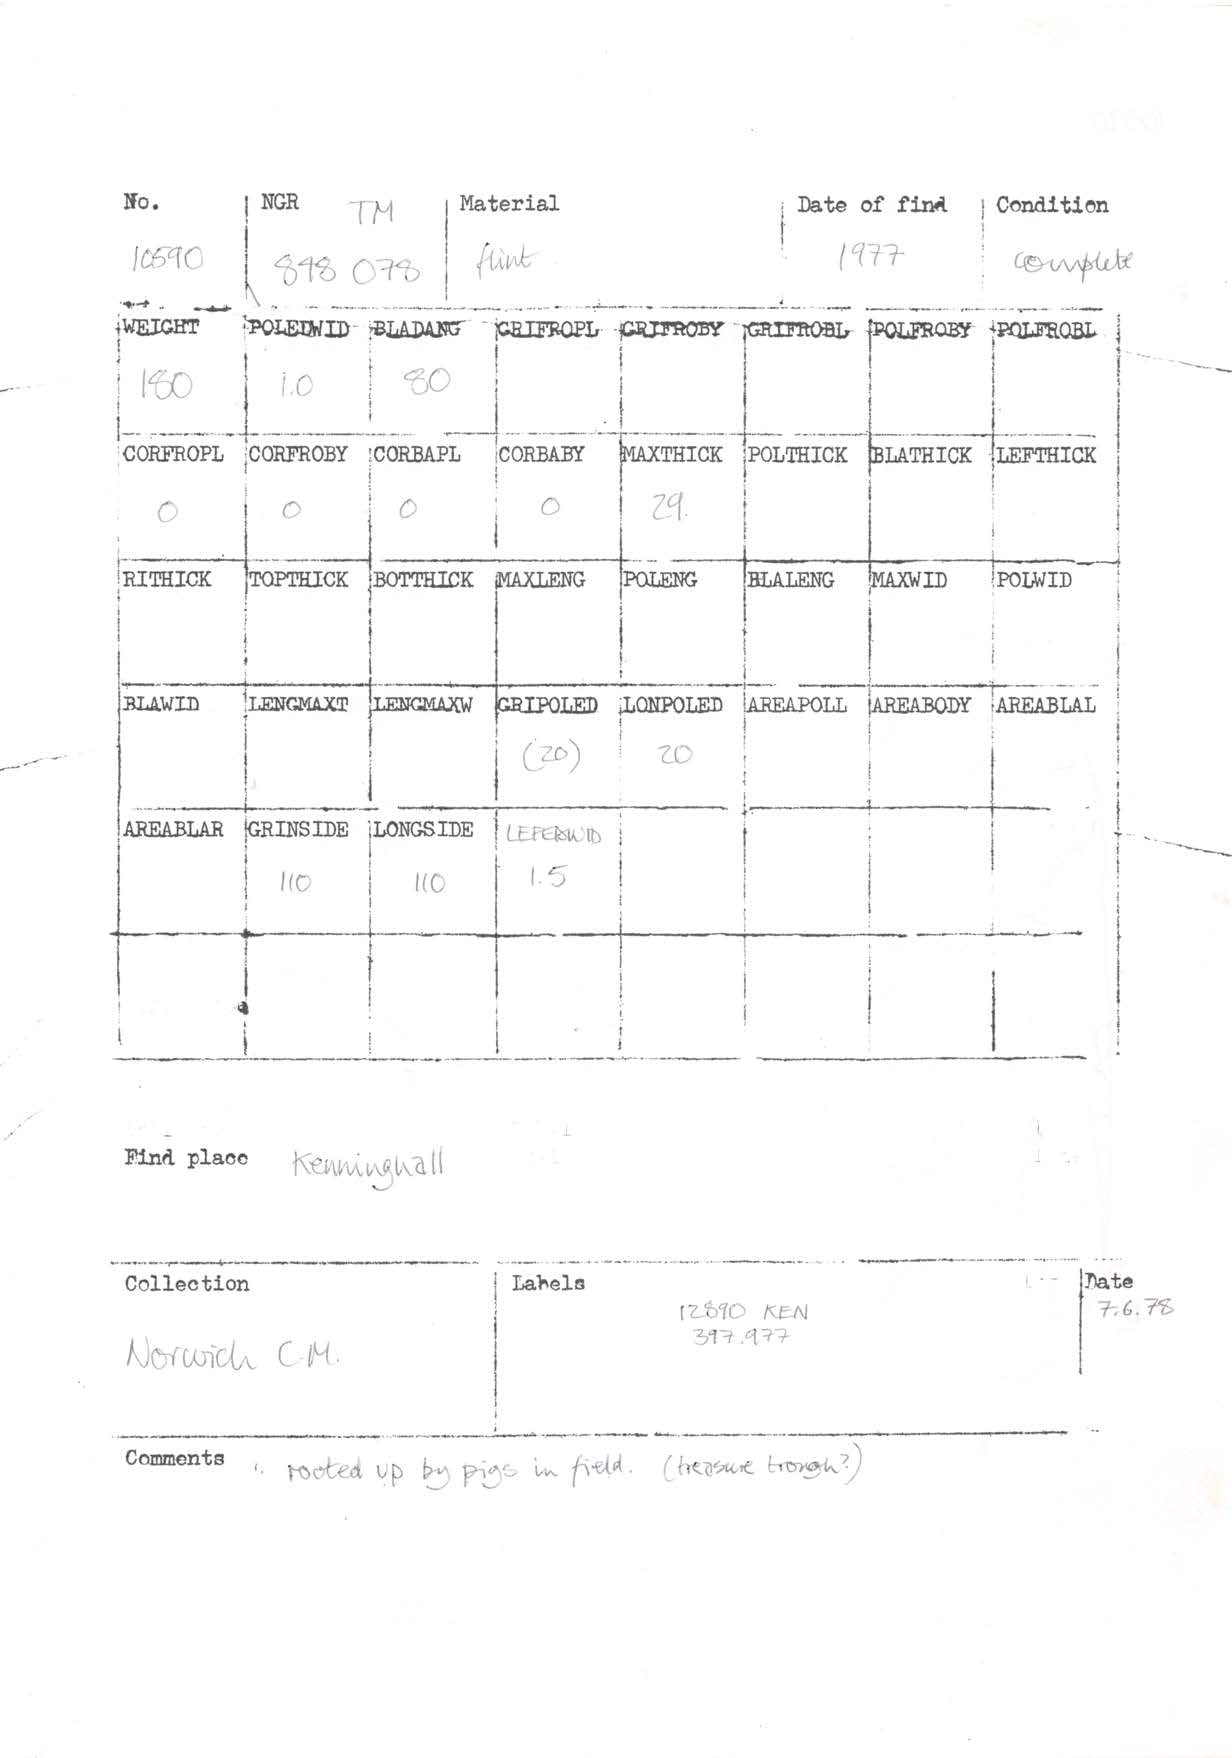 No. NGR TM Material Date of find Condition
10590 848 078 flint 1977 complete
WEIGHT POLEDWID BLADANG GRIFROPL GRIFROBY GRIFROBL POLFROBY POLFROBL
180 1.0 80
CORFROPL CORFROBY CORBAPL CORBABY MAXTHICK POLTHICK BLATHICK LEFTHICK
0 0 0 0 29.
RITHICK TOPTHICK BOTTHICK MAXLENG POLENG BLALENG MAXWID POLWID
BLAWID LENGMAXT LENGMAXW GRIPOLED LONPOLED AREAPOLL AREABODY AREABLAL
(20) 20
AREABLAR GRINSIDE LONGSIDE LEFEDWID
110 110 1.5
Find place Kenninghall
Collection Labels Date
12890 KEN 7.6.78
397.977
Norwich C.M.
Comments rooted up by pigs in field. (treasure trough?)